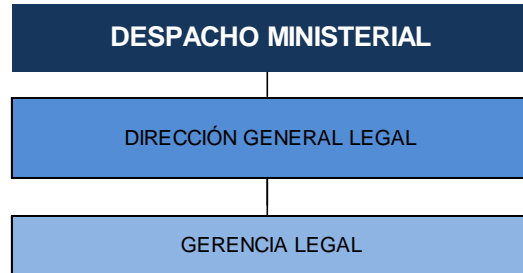 DESPACHO MINISTERIAL
DIRECCIÓN GENERAL LEGAL
GERENCIA LEGAL